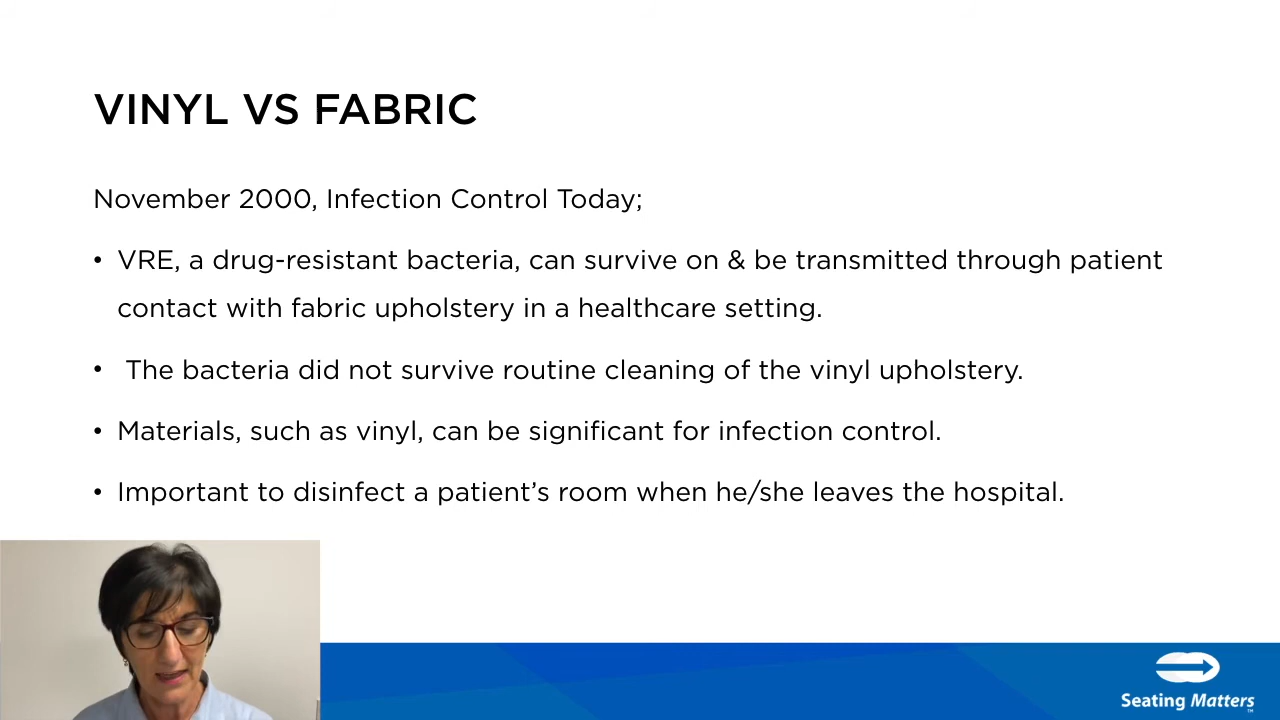 VINYL VS FABRIC
November 2000, Infection Control Today;
• VRE, a drug-resistant bacteria, can survive on & be transmitted through patient
contact with fabric upholstery in a healthcare setting.
• The bacteria did not survive routine cleaning of the vinyl upholstery.
• Materials, such as vinyl, can be significant for infection control.
• Important to disinfect a patient’s room when he/she leaves the hospital.
Seating Matters™